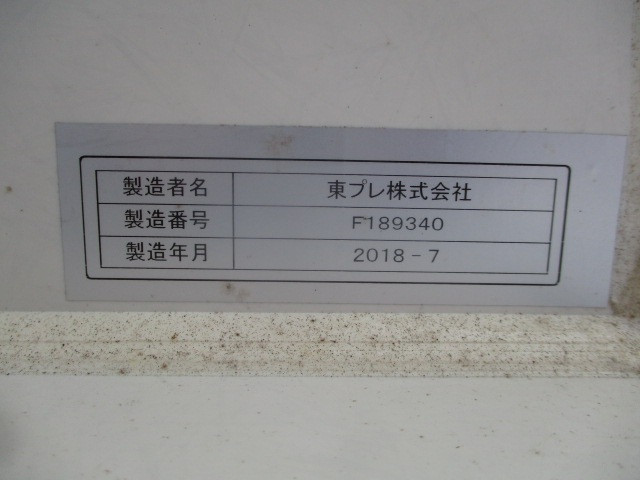 製造者名 東プレ株式会社
製造番号 F189340
製造年月 2018-7